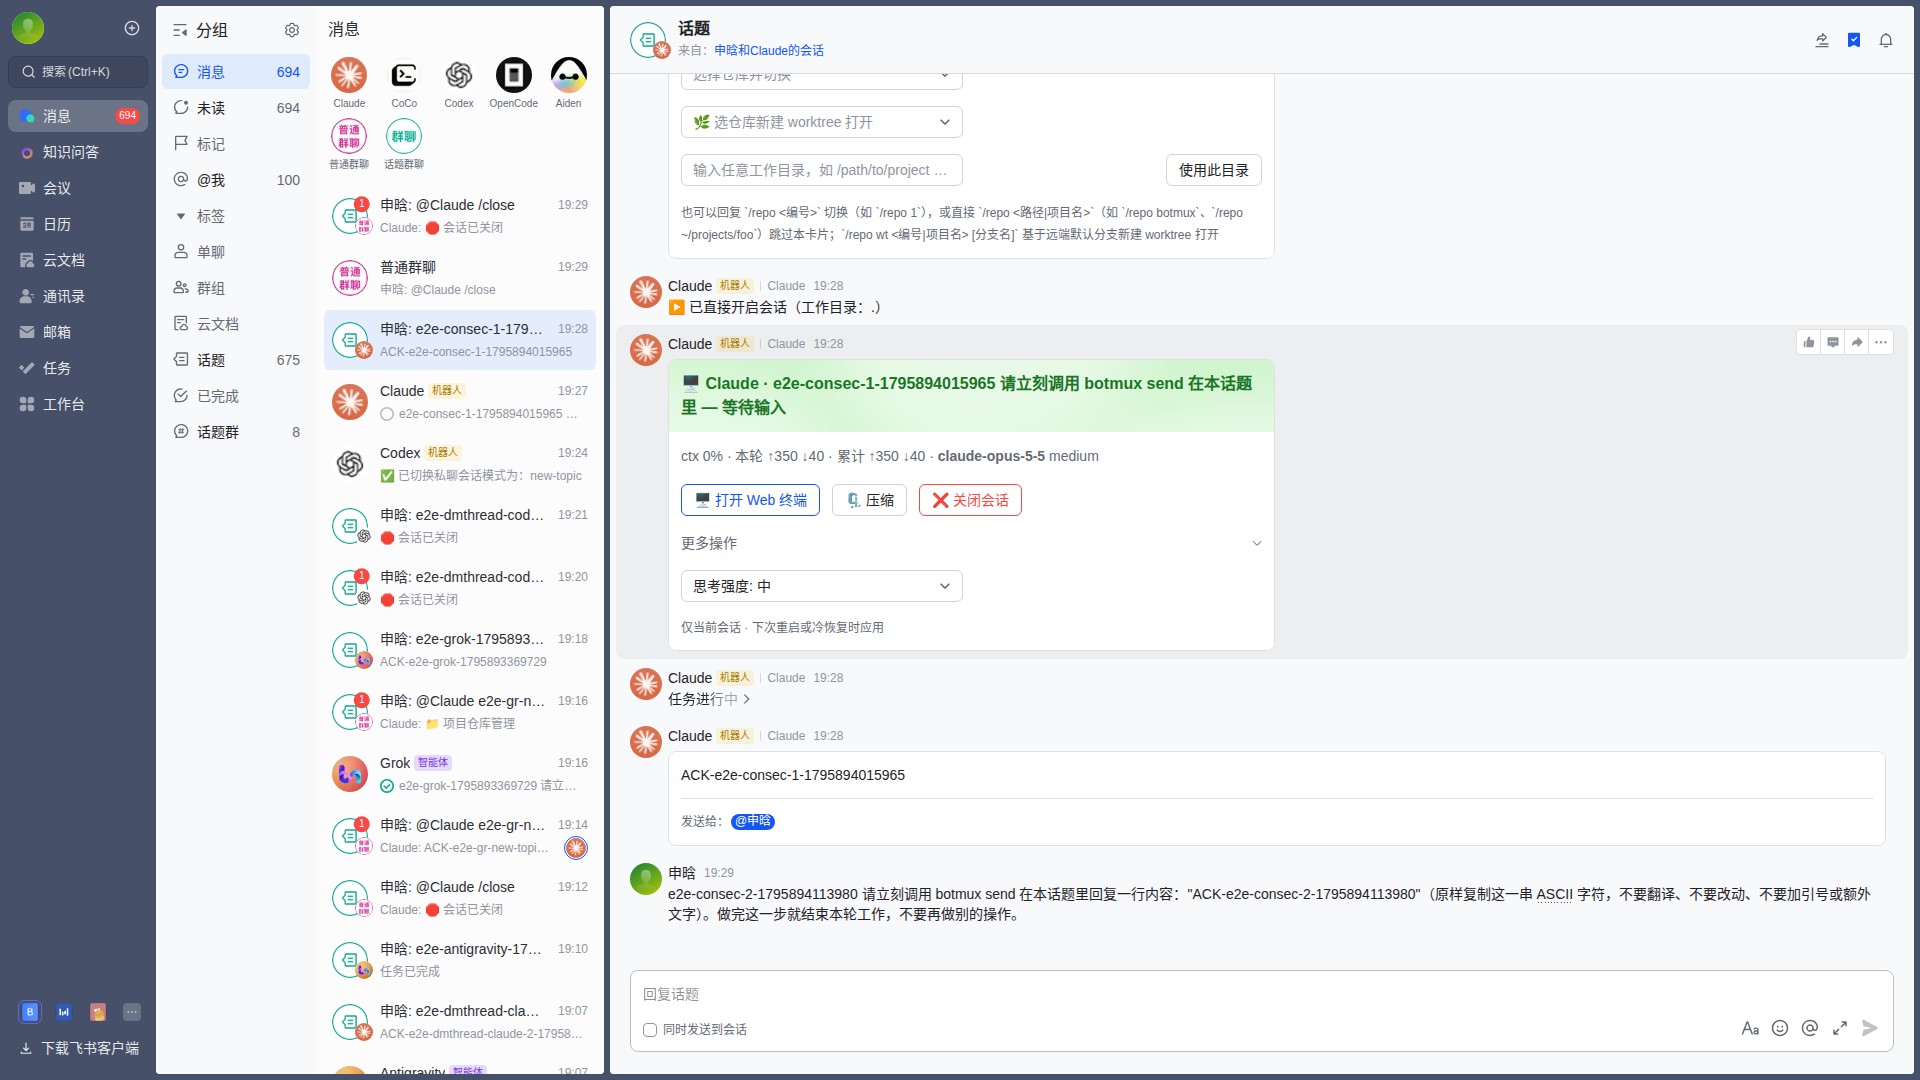 搜索 (Ctrl+K)
消息 694
知识问答
会议
日历
云文档
通讯录
邮箱
任务
工作台
下载飞书客户端
分组
消息 694
未读 694
标记
@我 100
标签
单聊
群组
云文档
话题 675
已完成
话题群 8
消息
Claude CoCo Codex OpenCode Aiden
普通群聊 群聊
普通群聊 话题群聊
1
申晗: @Claude /close 19:29
Claude: 🛑 会话已关闭
普通群聊 19:29
申晗: @Claude /close
申晗: e2e-consec-1-179… 19:28
ACK-e2e-consec-1-1795894015965
Claude 机器人 19:27
e2e-consec-1-1795894015965 …
Codex 机器人 19:24
✅ 已切换私聊会话模式为：new-topic
申晗: e2e-dmthread-cod… 19:21
🛑 会话已关闭
1
申晗: e2e-dmthread-cod… 19:20
🛑 会话已关闭
申晗: e2e-grok-1795893… 19:18
ACK-e2e-grok-1795893369729
1
申晗: @Claude e2e-gr-n… 19:16
Claude: 📁 项目仓库管理
Grok 智能体 19:16
e2e-grok-1795893369729 请立…
1
申晗: @Claude e2e-gr-n… 19:14
Claude: ACK-e2e-gr-new-topi…
申晗: @Claude /close 19:12
Claude: 🛑 会话已关闭
申晗: e2e-antigravity-17… 19:10
任务已完成
申晗: e2e-dmthread-cla… 19:07
ACK-e2e-dmthread-claude-2-17958…
Antigravity 智能体 19:07
话题
来自：申晗和Claude的会话
选择仓库并切换
🌿 选仓库新建 worktree 打开
输入任意工作目录，如 /path/to/project … 使用此目录
也可以回复 `/repo <编号>` 切换（如 `/repo 1`），或直接 `/repo <路径|项目名>`（如 `/repo botmux`、`/repo
~/projects/foo`）跳过本卡片；`/repo wt <编号|项目名> [分支名]` 基于远端默认分支新建 worktree 打开
Claude 机器人 Claude 19:28
▶️ 已直接开启会话（工作目录：.）
Claude 机器人 Claude 19:28
🖥️ Claude · e2e-consec-1-1795894015965 请立刻调用 botmux send 在本话题
里 — 等待输入
ctx 0% · 本轮 ↑350 ↓40 · 累计 ↑350 ↓40 · claude-opus-5-5 medium
🖥️ 打开 Web 终端 🗜️ 压缩 ❌ 关闭会话
更多操作
思考强度: 中
仅当前会话 · 下次重启或冷恢复时应用
Claude 机器人 Claude 19:28
任务进行中
Claude 机器人 Claude 19:28
ACK-e2e-consec-1-1795894015965
发送给： @申晗
申晗 19:29
e2e-consec-2-1795894113980 请立刻调用 botmux send 在本话题里回复一行内容："ACK-e2e-consec-2-1795894113980"（原样复制这一串 ASCII 字符，不要翻译、不要改动、不要加引号或额外
文字）。做完这一步就结束本轮工作，不要再做别的操作。
回复话题
同时发送到会话